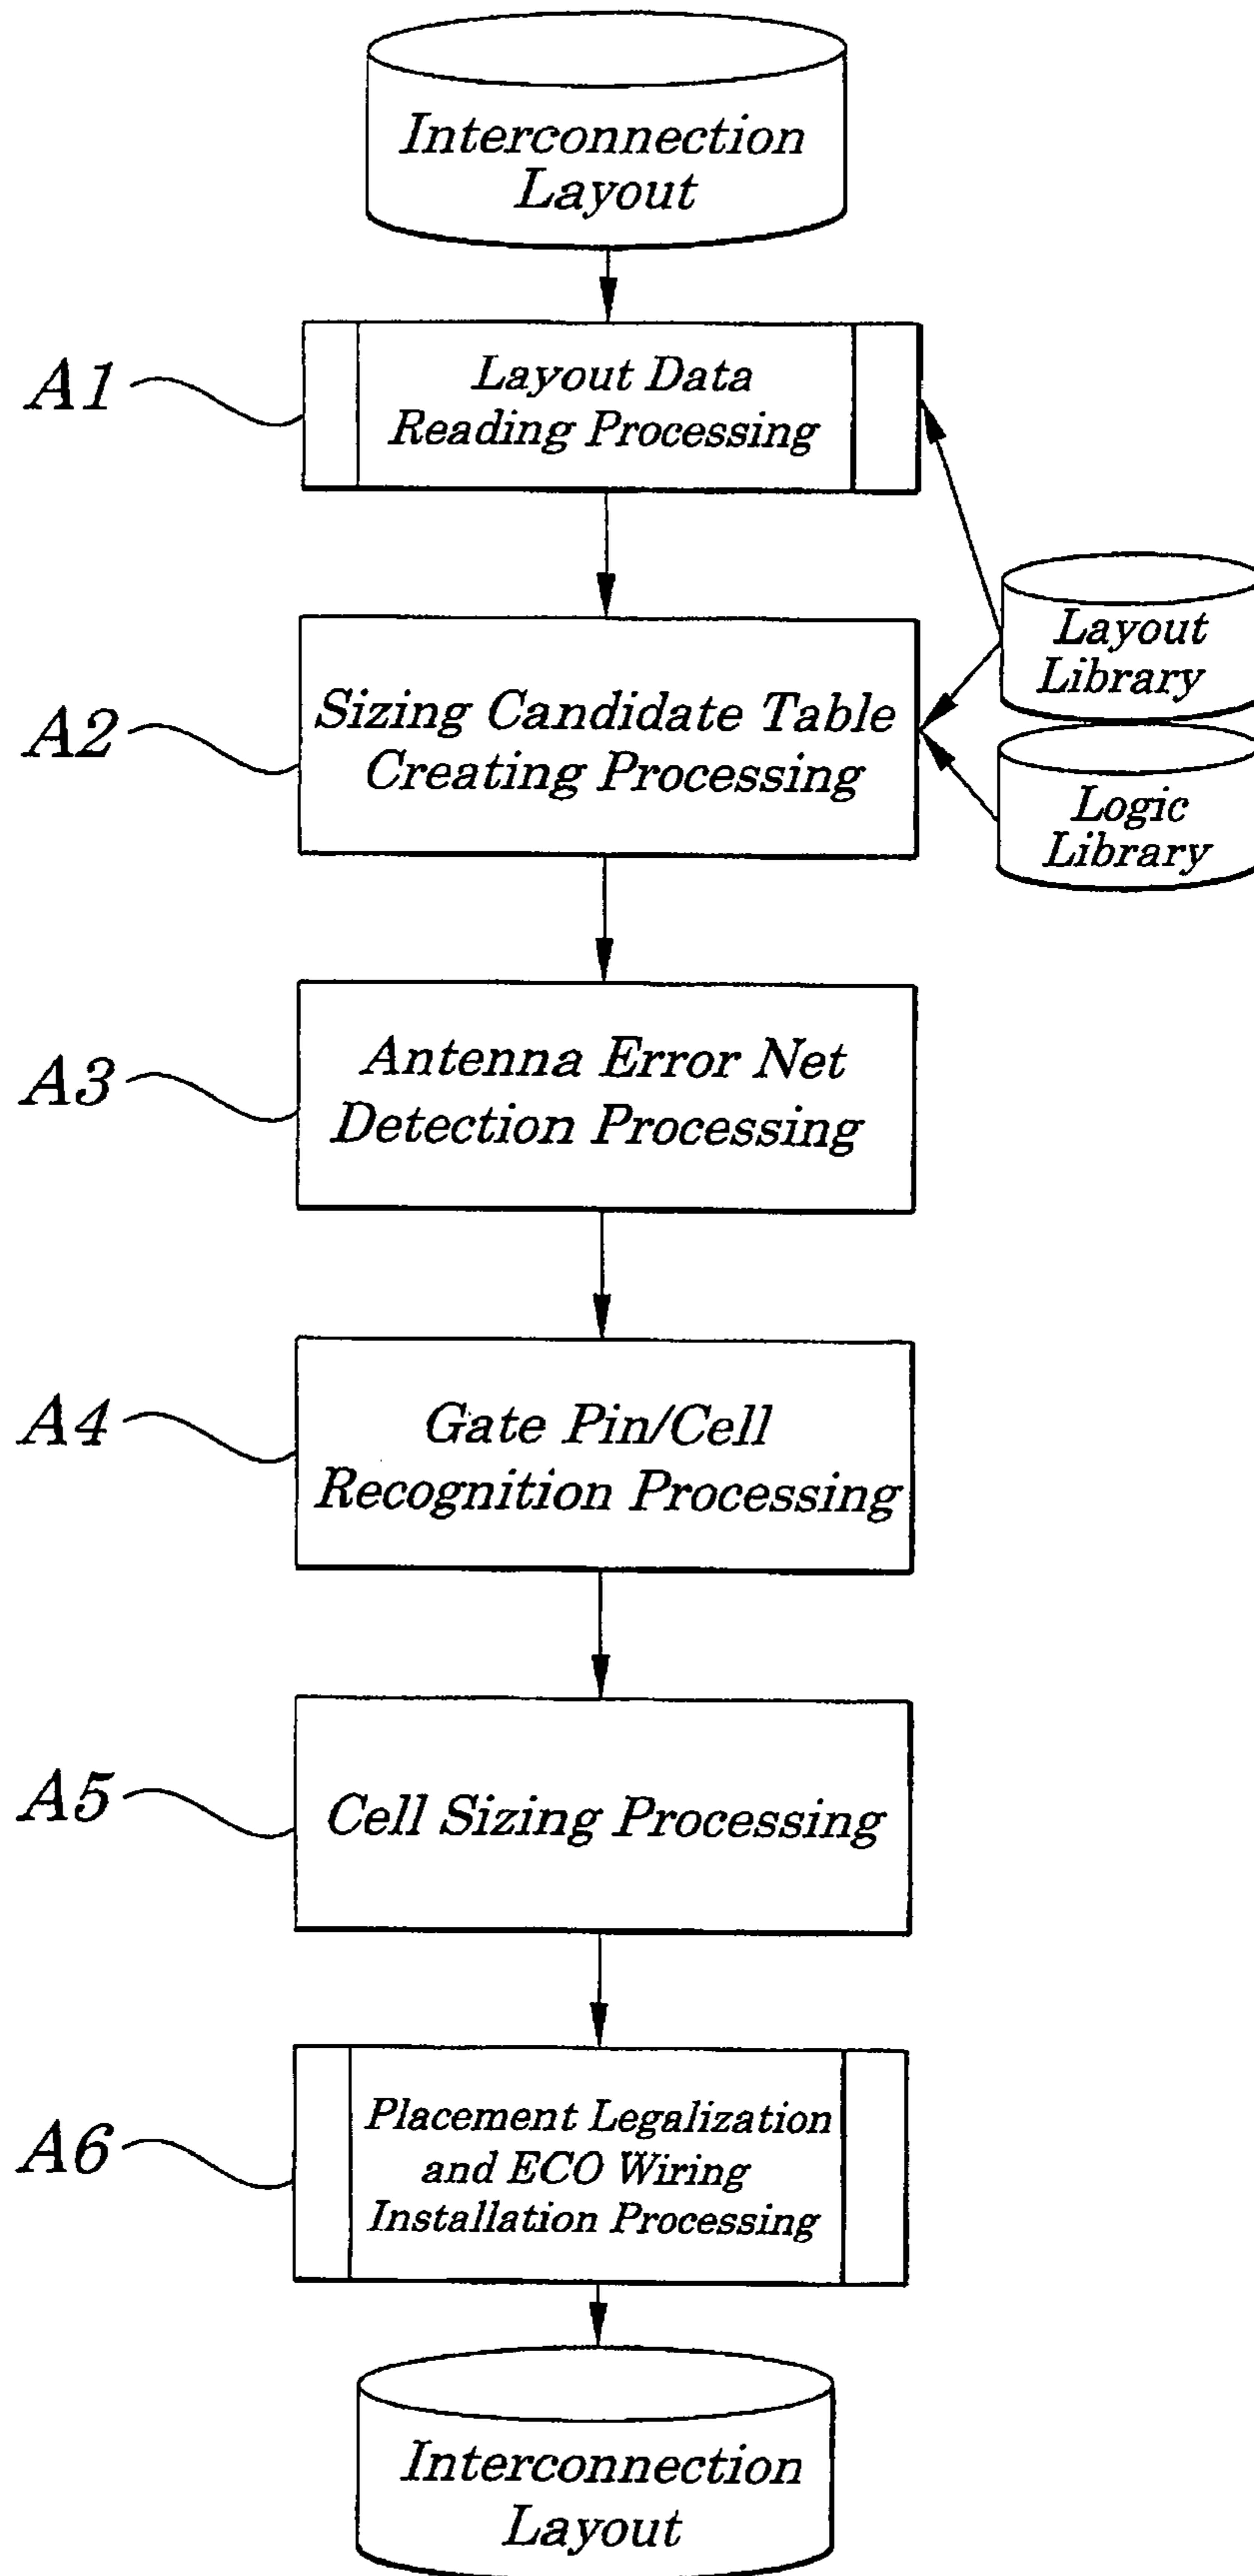 Interconnection
Layout
A1
Layout Data
Reading Processing
Layout
Library
A2
Sizing Candidate Table
Creating Processing
Logic
Library
A3
Antenna Error Net
Detection Processing
A4
Gate Pin/Cell
Recognition Processing
A5
Cell Sizing Processing
A6
Placement Legalization
and ECO Wiring
Installation Processing
Interconnection
Layout